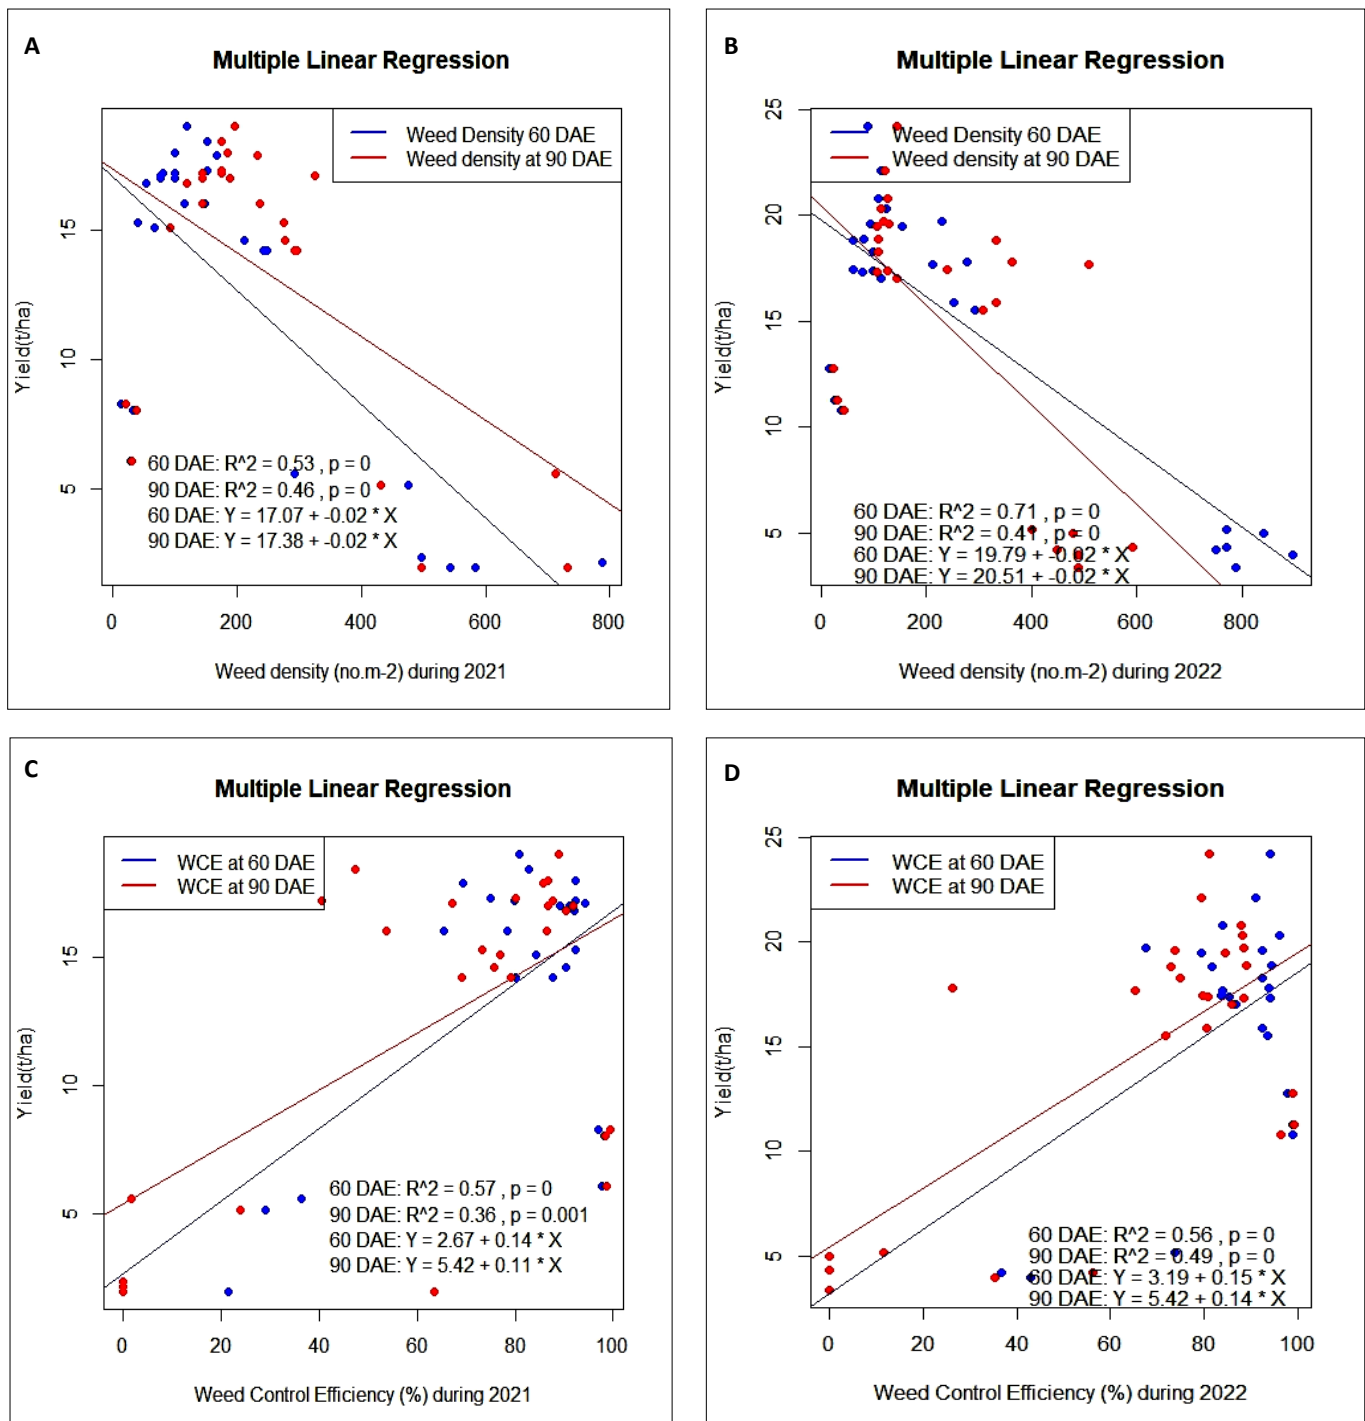 A
Multiple Linear Regression
Weed Density 60 DAE
Weed density at 90 DAE
Yield(t/ha)
15
10
5
60 DAE: R^2 = 0.53 , p = 0
90 DAE: R^2 = 0.46 , p = 0
60 DAE: Y = 17.07 + -0.02 * X
90 DAE: Y = 17.38 + -0.02 * X
0 200 400 600 800
Weed density (no.m-2) during 2021
B
Multiple Linear Regression
Weed Density 60 DAE
Weed density at 90 DAE
Yield(t/ha)
25
20
15
10
5
60 DAE: R^2 = 0.71 , p = 0
90 DAE: R^2 = 0.41 , p = 0
60 DAE: Y = 19.79 + -0.02 * X
90 DAE: Y = 20.51 + -0.02 * X
0 200 400 600 800
Weed density (no.m-2) during 2022
C
Multiple Linear Regression
WCE at 60 DAE
WCE at 90 DAE
Yield(t/ha)
15
10
5
60 DAE: R^2 = 0.57 , p = 0
90 DAE: R^2 = 0.36 , p = 0.001
60 DAE: Y = 2.67 + 0.14 * X
90 DAE: Y = 5.42 + 0.11 * X
0 20 40 60 80 100
Weed Control Efficiency (%) during 2021
D
Multiple Linear Regression
WCE at 60 DAE
WCE at 90 DAE
Yield(t/ha)
25
20
15
10
5
60 DAE: R^2 = 0.56 , p = 0
90 DAE: R^2 = 0.49 , p = 0
60 DAE: Y = 3.19 + 0.15 * X
90 DAE: Y = 5.42 + 0.14 * X
0 20 40 60 80 100
Weed Control Efficiency (%) during 2022